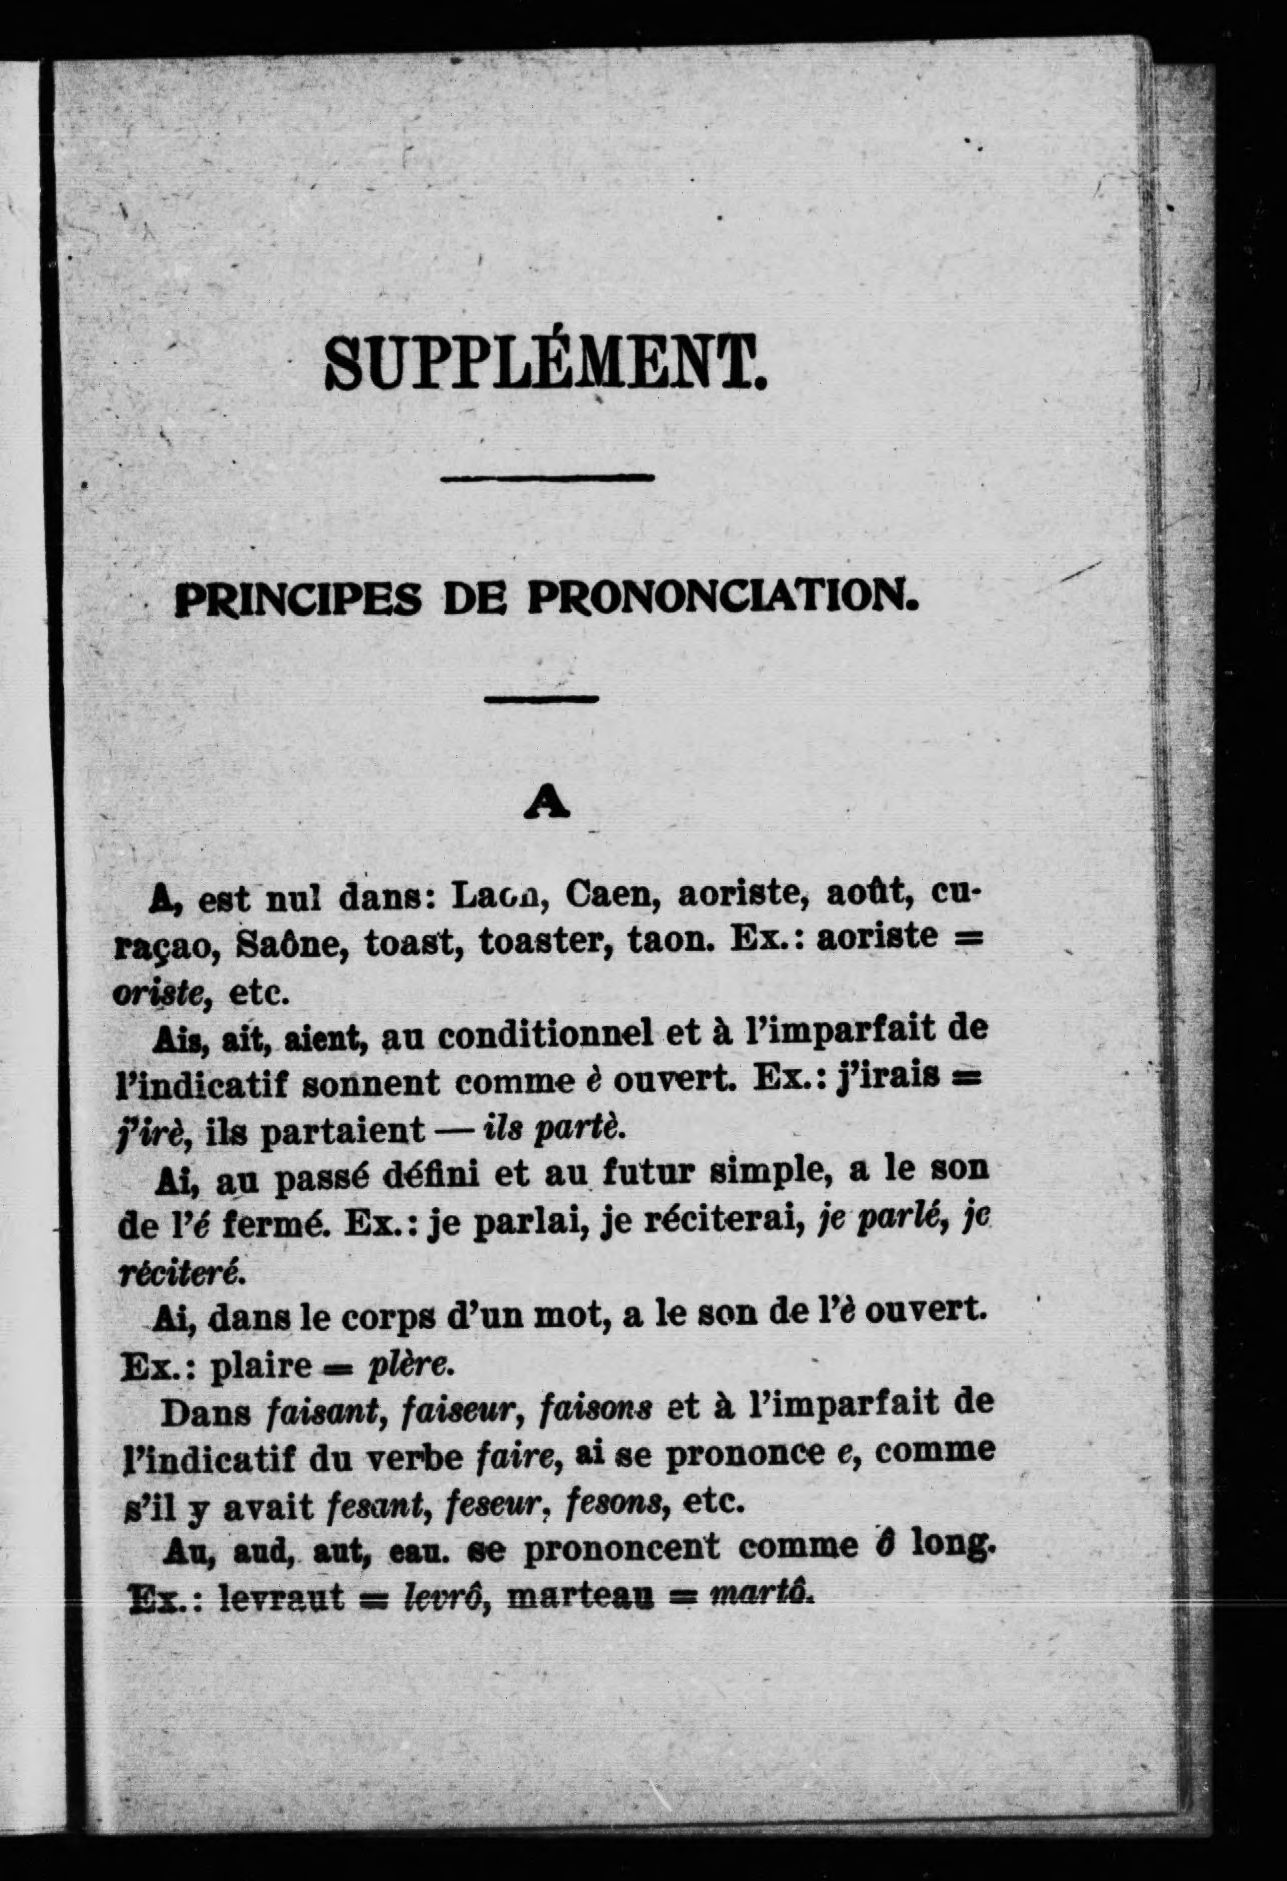 SUPPLÉMENT.
PRINCIPES DE PRONONCIATION.
A
A, est nul dans: Laon, Caen, aoriste, août, cu-
raçao, Saône, toast, toaster, taon. Ex.: aoriste =
oriste, etc.
Ais, ait, aient, au conditionnel et à l'imparfait de
l'indicatif sonnent comme è ouvert. Ex.: j'irais =
j'irè, ils partaient — ils partè.
Ai, au passé défini et au futur simple, a le son
de l'é fermé. Ex.: je parlai, je réciterai, je parlé, je
réciteré.
Ai, dans le corps d'un mot, a le son de l'è ouvert.
Ex.: plaire = plère.
Dans faisant, faiseur, faisons et à l'imparfait de
l'indicatif du verbe faire, ai se prononce e, comme
s'il y avait fesant, feseur, fesons, etc.
Au, aud, aut, eau. se prononcent comme ô long.
Ex.: levraut = levrô, marteau = martô.